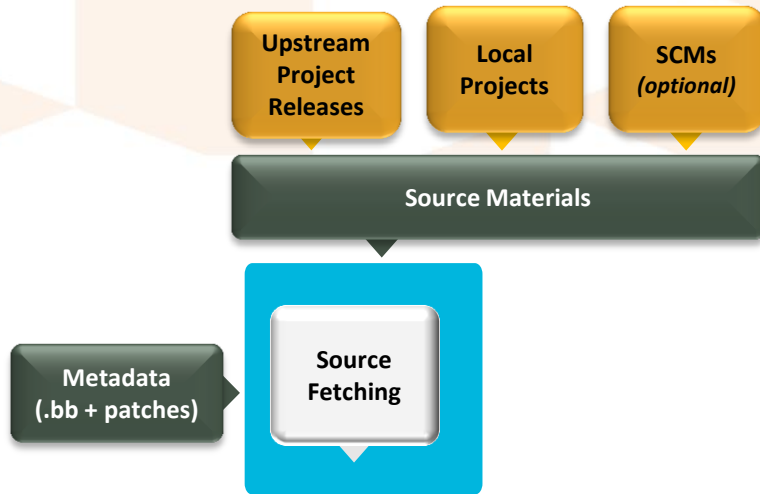 Upstream
Project
Releases
Local
Projects
SCMs
(optional)
Source Materials
Source
Fetching
Metadata
(.bb + patches)